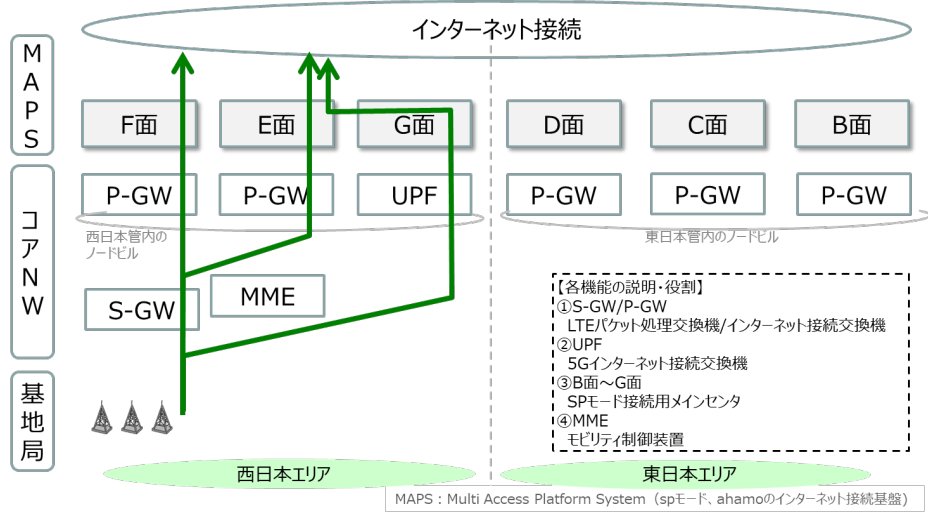 インターネット接続
MAPS
F面
E面
G面
D面
C面
B面
コアNW
P-GW
P-GW
UPF
P-GW
P-GW
P-GW
西日本管内の
ノードビル
東日本管内のノードビル
S-GW
MME
【各機能の説明・役割】
①S-GW/P-GW
LTEパケット処理交換機/インターネット接続交換機
②UPF
5Gインターネット接続交換機
③B面～G面
SPモード接続用メインセンタ
④MME
モビリティ制御装置
基地局
西日本エリア
東日本エリア
MAPS：Multi Access Platform System（spモード、ahamoのインターネット接続基盤)